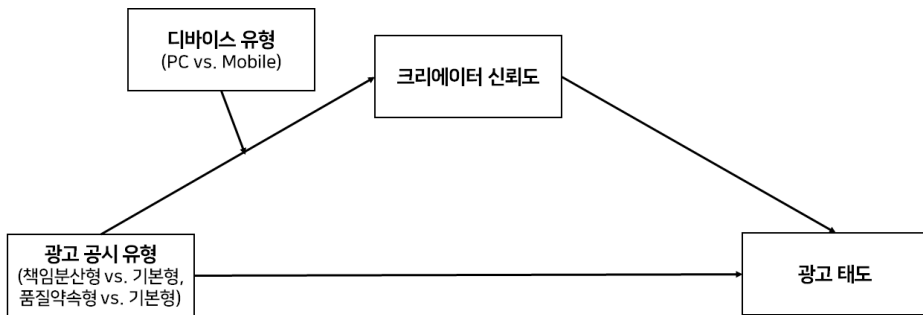 디바이스 유형
(PC vs. Mobile)
크리에이터 신뢰도
광고 공시 유형
(책임분산형 vs. 기본형,
품질약속형 vs. 기본형)
광고 태도